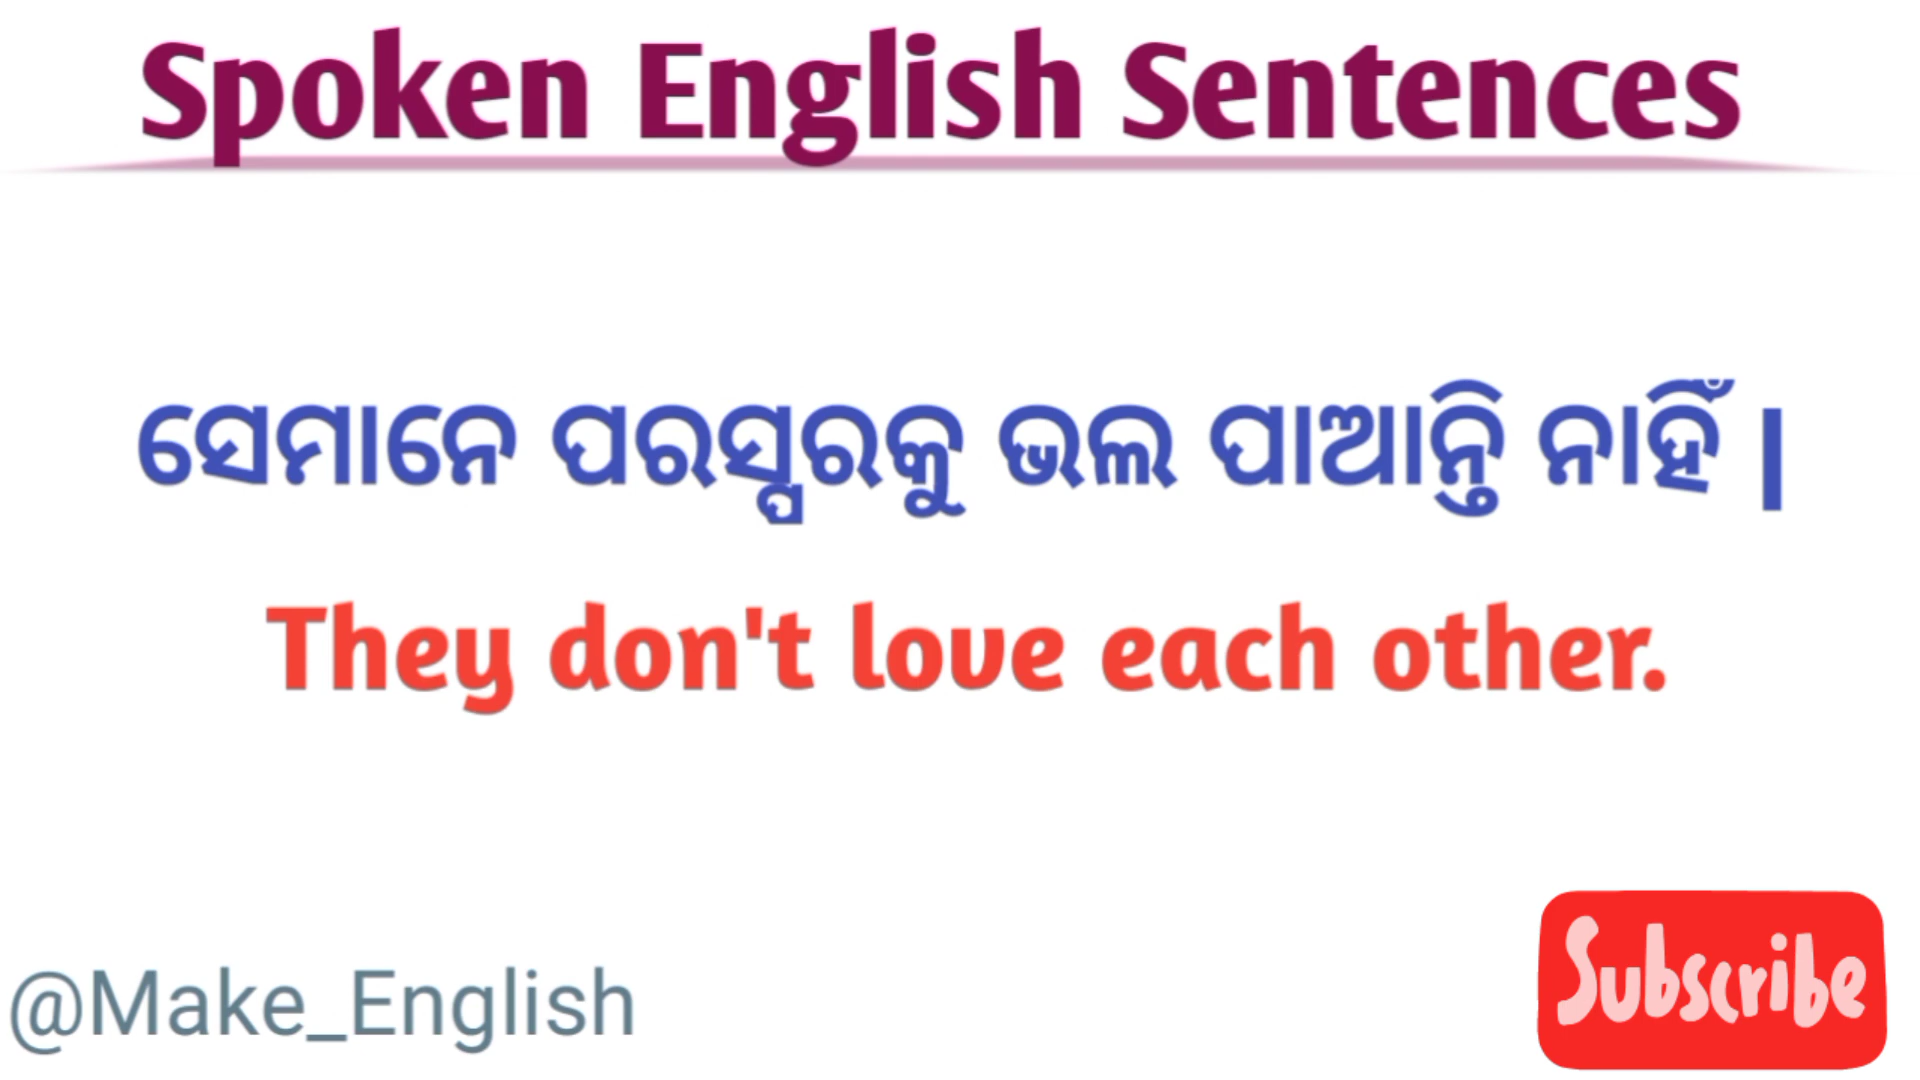 Spoken English Sentences
ସେମାନେ ପରସ୍ପରକୁ ଭଲ ପାଆନ୍ତି ନାହିଁ |
They don't love each other.
@Make_English
Subscribe